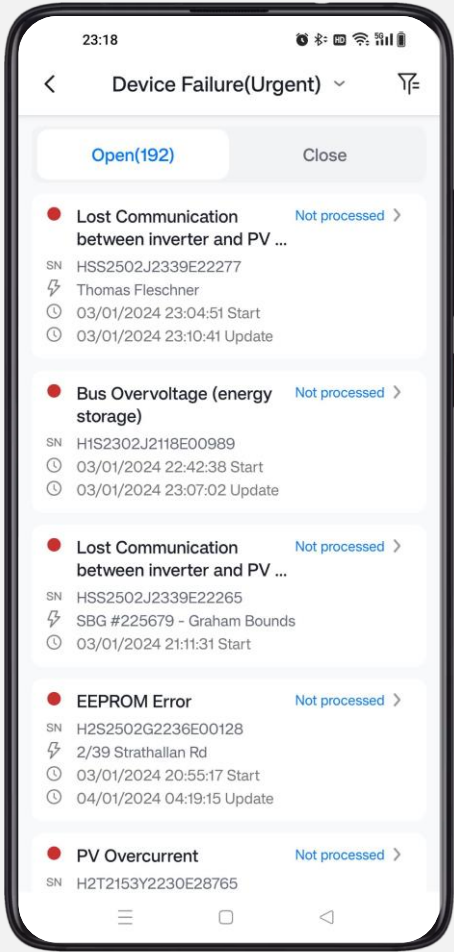 23:18
HD 5G
Device Failure(Urgent)
Open(192)
Close
Lost Communication
between inverter and PV ...
Not processed
SN HSS2502J2339E22277
Thomas Fleschner
03/01/2024 23:04:51 Start
03/01/2024 23:10:41 Update
Bus Overvoltage (energy
storage)
Not processed
SN H1S2302J2118E00989
03/01/2024 22:42:38 Start
03/01/2024 23:07:02 Update
Lost Communication
between inverter and PV ...
Not processed
SN HSS2502J2339E22265
SBG #225679 - Graham Bounds
03/01/2024 21:11:31 Start
EEPROM Error
Not processed
SN H2S2502G2236E00128
2/39 Strathallan Rd
03/01/2024 20:55:17 Start
04/01/2024 04:19:15 Update
PV Overcurrent
Not processed
SN H2T2153Y2230E28765